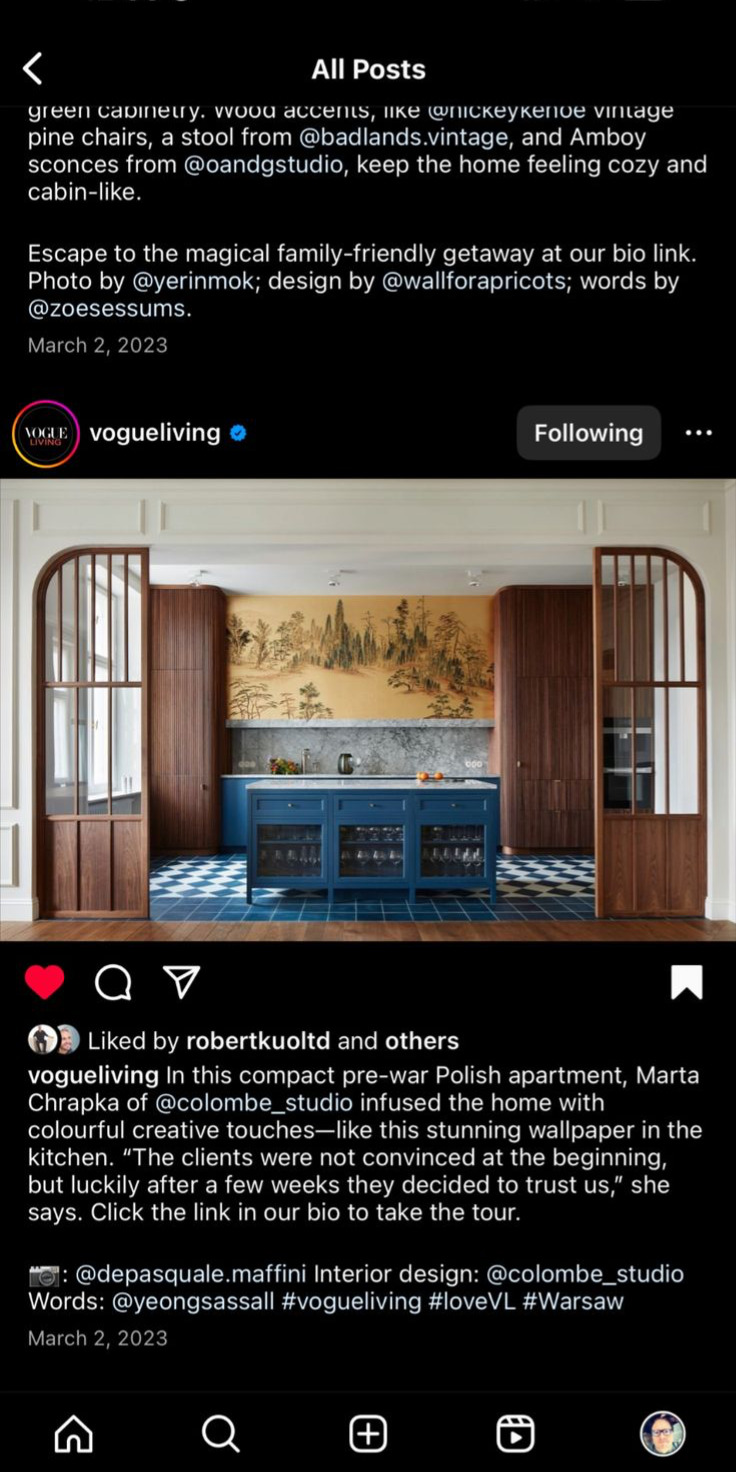 All Posts
green cabinetry. Wood accents, like @nickeykehoe vintage
pine chairs, a stool from @badlands.vintage, and Amboy
sconces from @oandgstudio, keep the home feeling cozy and
cabin-like.
Escape to the magical family-friendly getaway at our bio link.
Photo by @yerinmok; design by @wallforapricots; words by
@zoesessums.
March 2, 2023
VOGUE
LIVING
vogueliving
Following
Liked by robertkuoltd and others
vogueliving In this compact pre-war Polish apartment, Marta
Chrapka of @colombe_studio infused the home with
colourful creative touches—like this stunning wallpaper in the
kitchen. “The clients were not convinced at the beginning,
but luckily after a few weeks they decided to trust us,” she
says. Click the link in our bio to take the tour.
📷: @depasquale.maffini Interior design: @colombe_studio
Words: @yeongsassall #vogueliving #loveVL #Warsaw
March 2, 2023